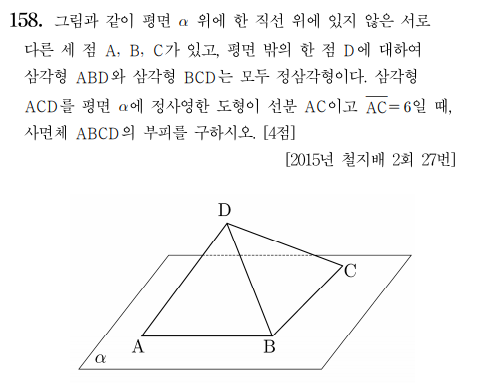 158. 그림과 같이 평면 α 위에 한 직선 위에 있지 않은 서로
다른 세 점 A, B, C가 있고, 평면 밖의 한 점 D에 대하여
삼각형 ABD와 삼각형 BCD는 모두 정삼각형이다. 삼각형
ACD를 평면 α에 정사영한 도형이 선분 AC이고 \overline{AC}=6일 때,
사면체 ABCD의 부피를 구하시오. [4점]
[2015년 철지배 2회 27번]
D
C
A
B
α